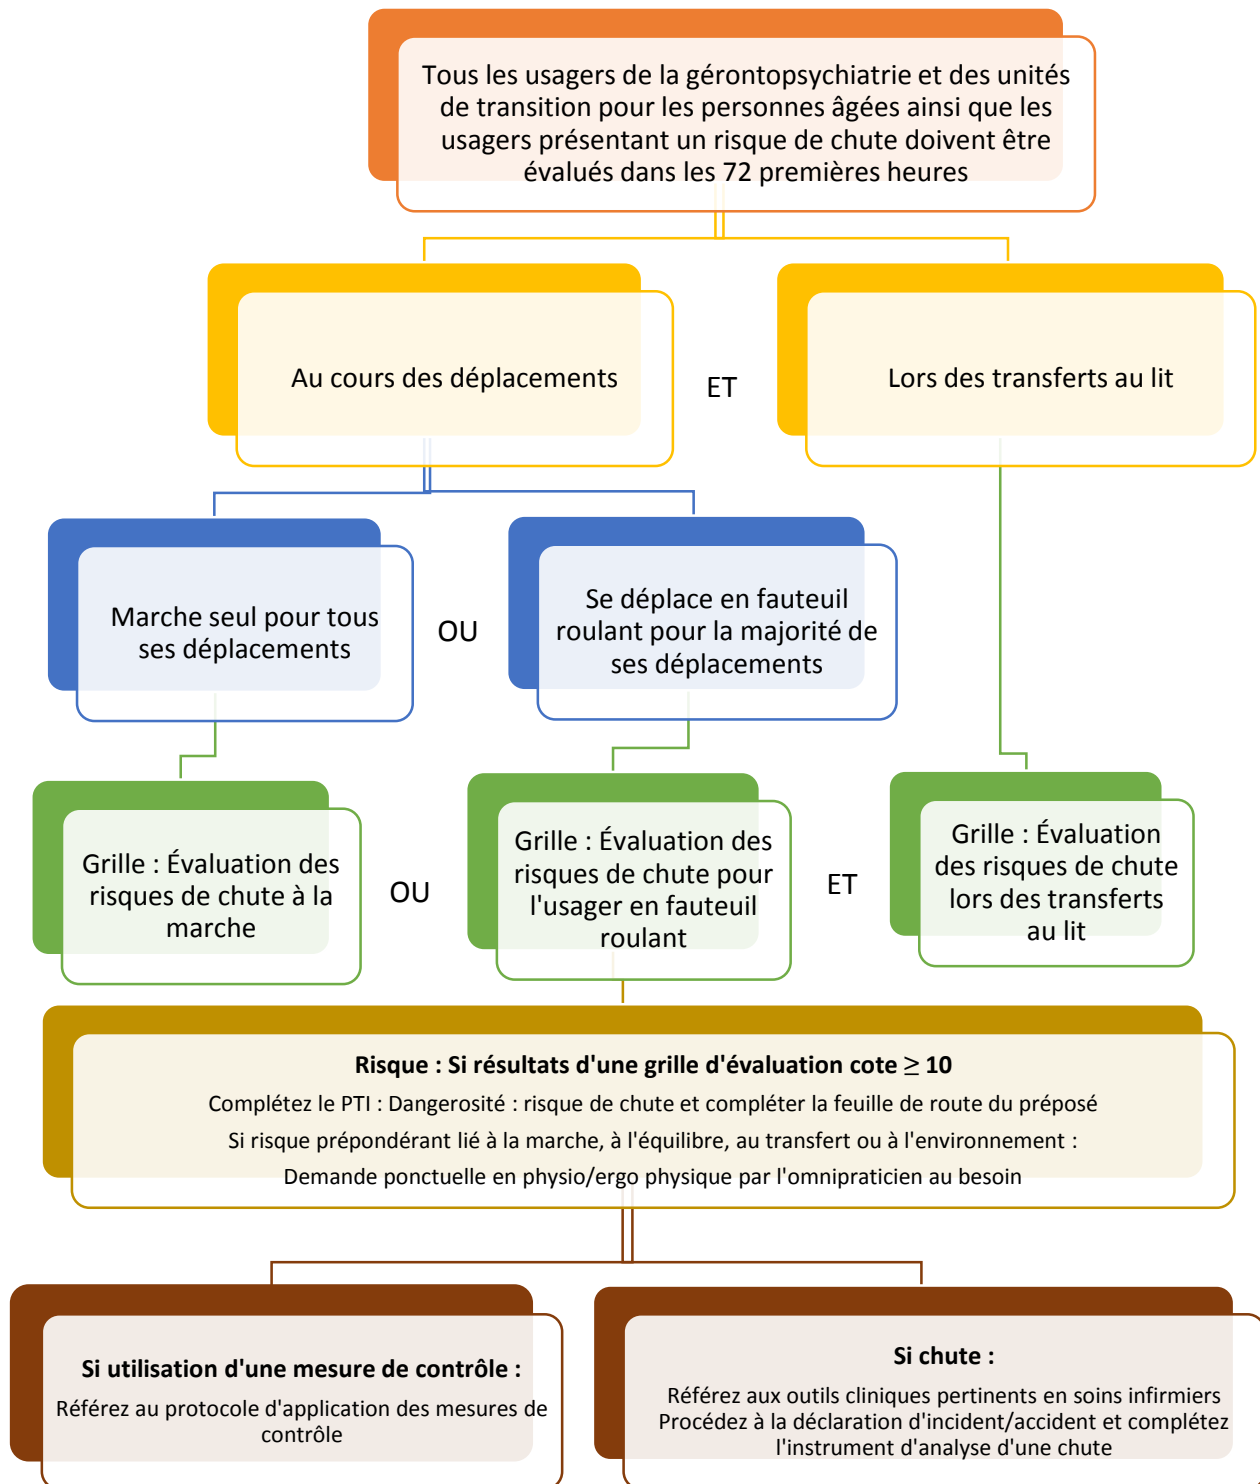 Tous les usagers de la gérontopsychiatrie et des unités
de transition pour les personnes âgées ainsi que les
usagers présentant un risque de chute doivent être
évalués dans les 72 premières heures
Au cours des déplacements
ET
Lors des transferts au lit
Marche seul pour tous
ses déplacements
OU
Se déplace en fauteuil
roulant pour la majorité de
ses déplacements
Grille : Évaluation des
risques de chute à la
marche
OU
Grille : Évaluation des
risques de chute pour
l'usager en fauteuil
roulant
ET
Grille : Évaluation
des risques de chute
lors des transferts
au lit
Risque : Si résultats d'une grille d'évaluation cote ≥ 10
Complétez le PTI : Dangerosité : risque de chute et compléter la feuille de route du préposé
Si risque prépondérant lié à la marche, à l'équilibre, au transfert ou à l'environnement :
Demande ponctuelle en physio/ergo physique par l'omnipraticien au besoin
Si utilisation d'une mesure de contrôle :
Référez au protocole d'application des mesures de
contrôle
Si chute :
Référez aux outils cliniques pertinents en soins infirmiers
Procédez à la déclaration d'incident/accident et complétez
l'instrument d'analyse d'une chute